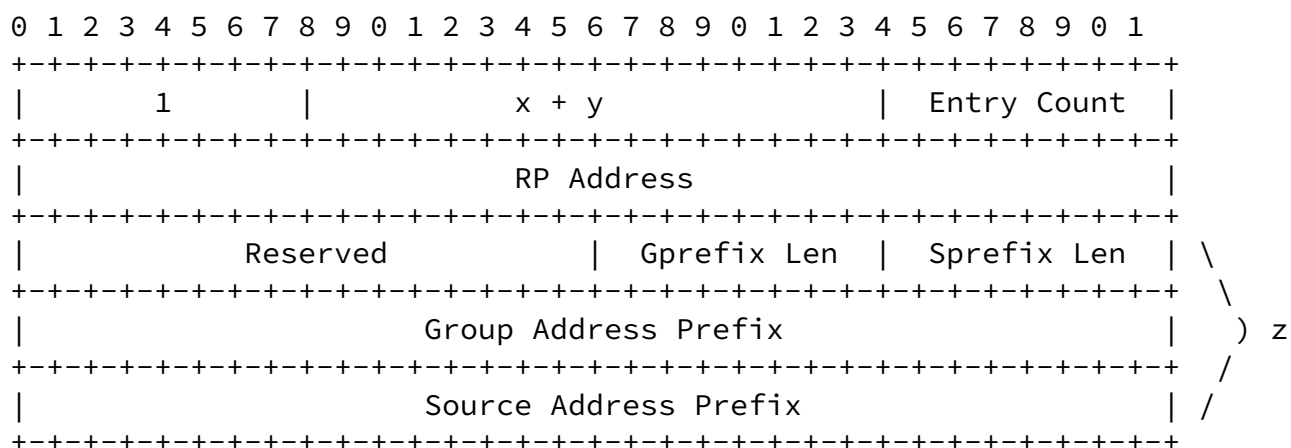 0 1 2 3 4 5 6 7 8 9 0 1 2 3 4 5 6 7 8 9 0 1 2 3 4 5 6 7 8 9 0 1
+-+-+-+-+-+-+-+-+-+-+-+-+-+-+-+-+-+-+-+-+-+-+-+-+-+-+-+-+-+-+-+-+
|       1       |           x + y               |  Entry Count  |
+-+-+-+-+-+-+-+-+-+-+-+-+-+-+-+-+-+-+-+-+-+-+-+-+-+-+-+-+-+-+-+-+
|                           RP Address                          |
+-+-+-+-+-+-+-+-+-+-+-+-+-+-+-+-+-+-+-+-+-+-+-+-+-+-+-+-+-+-+-+-+
|            Reserved           |  Gprefix Len  |  Sprefix Len  | \
+-+-+-+-+-+-+-+-+-+-+-+-+-+-+-+-+-+-+-+-+-+-+-+-+-+-+-+-+-+-+-+-+  \
|                      Group Address Prefix                     |   ) z
+-+-+-+-+-+-+-+-+-+-+-+-+-+-+-+-+-+-+-+-+-+-+-+-+-+-+-+-+-+-+-+-+  /
|                      Source Address Prefix                    | /
+-+-+-+-+-+-+-+-+-+-+-+-+-+-+-+-+-+-+-+-+-+-+-+-+-+-+-+-+-+-+-+-+